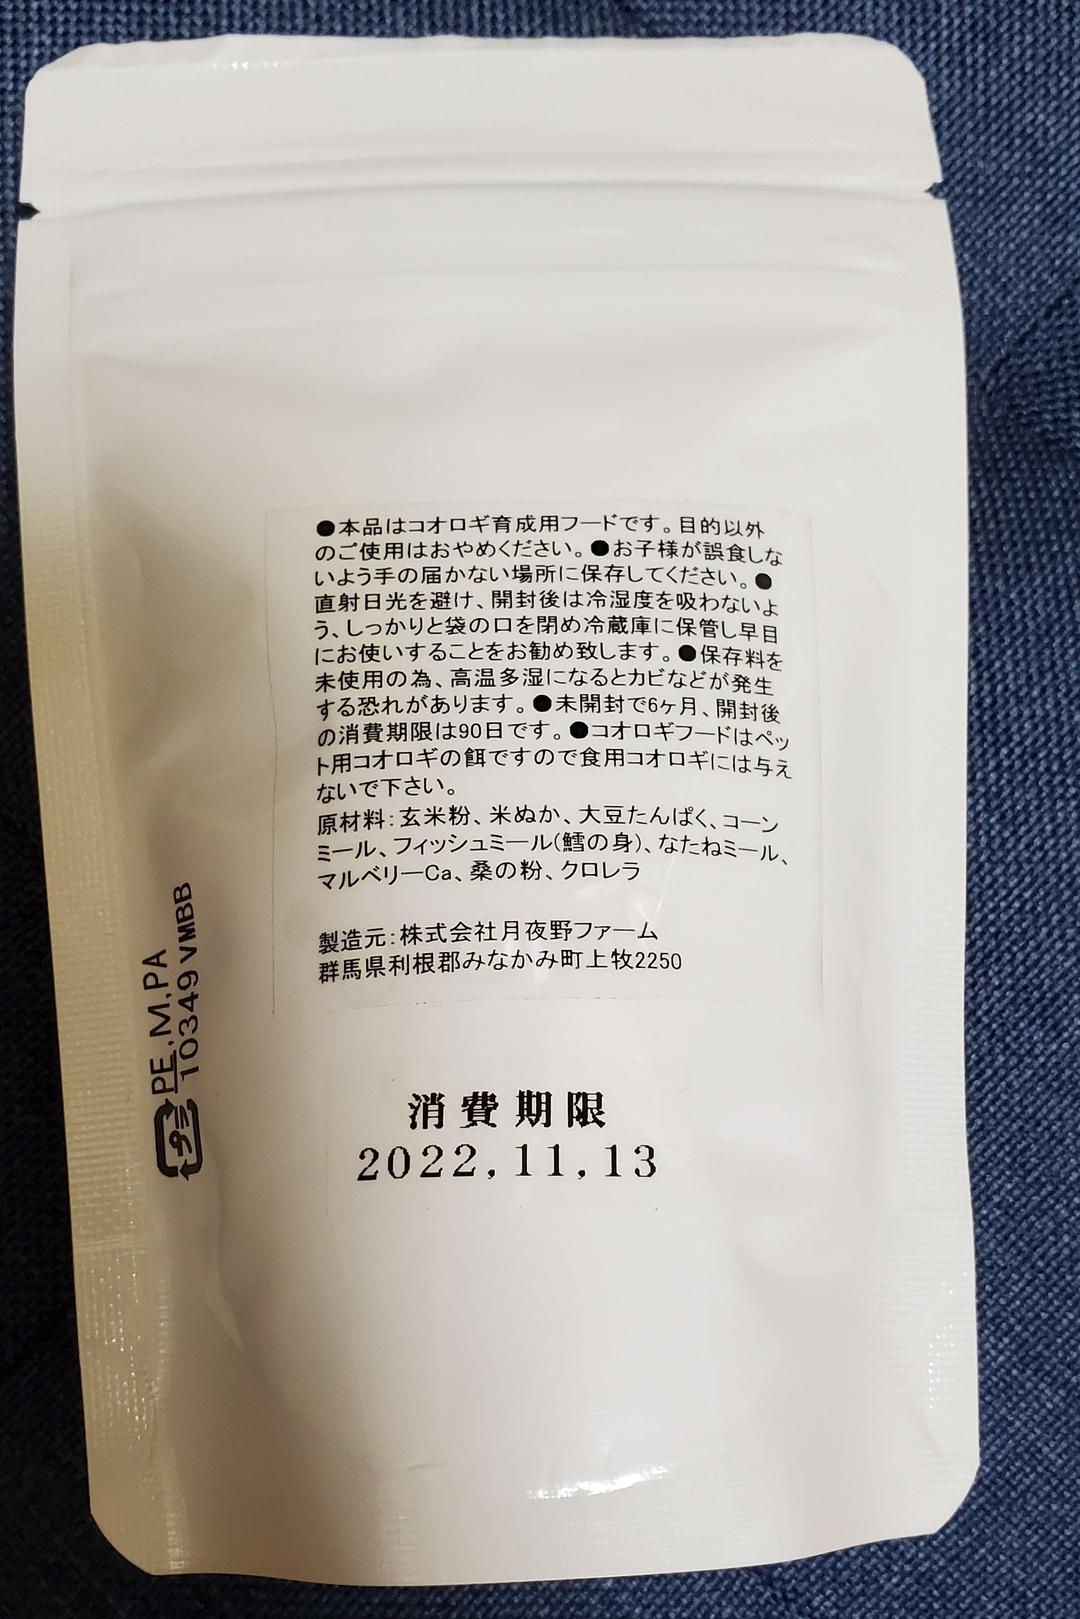 ●本品はコオロギ育成用フードです。目的以外
のご使用はおやめください。●お子様が誤食しな
いよう手の届かない場所に保存してください。●
直射日光を避け、開封後は冷湿度を吸わないよ
う、しっかりと袋の口を閉め冷蔵庫に保管し早目
にお使いすることをお勧め致します。●保存料を
未使用の為、高温多湿になるとカビなどが発生
する恐れがあります。●未開封で6ヶ月、開封後
の消費期限は90日です。●コオロギフードはペッ
ト用コオロギの餌ですので食用コオロギには与え
ないで下さい。
原材料:玄米粉、米ぬか、大豆たんぱく、コーン
ミール、フィッシュミール(鱈の身)、なたねミール、
マルベリーCa、桑の粉、クロレラ
製造元:株式会社月夜野ファーム
群馬県利根郡みなかみ町上牧2250
プラ
PE,M,PA
10349 VMBB
消費期限
2022,11,13